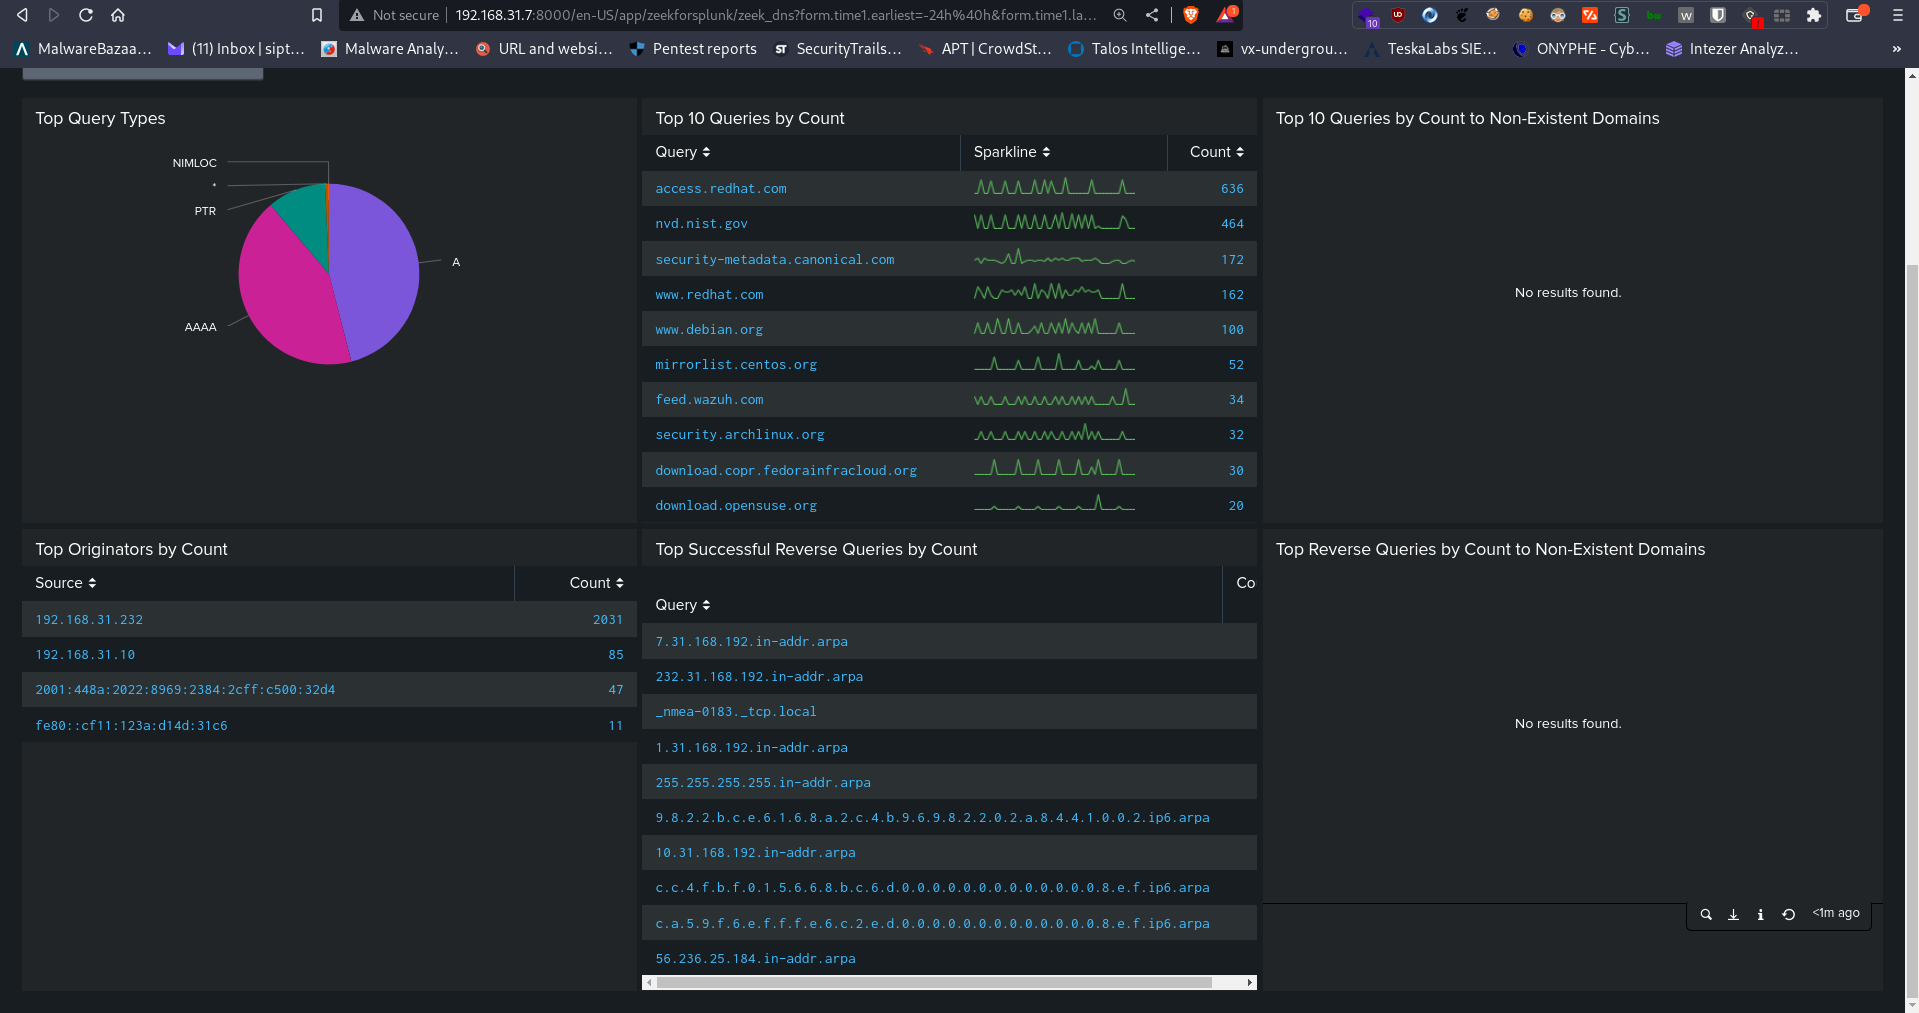 Not secure | 192.168.31.7:8000/en-US/app/zeekforsplunk/zeek_dns?form.time1.earliest=-24h%40h&form.time1.la...
1
10
MalwareBazaa...
(11) Inbox | sipt...
Malware Analy...
URL and websi...
Pentest reports
ST SecurityTrails...
APT | CrowdSt...
Talos Intellige...
vx-undergrou...
TeskaLabs SIE...
ONYPHE - Cyb...
Intezer Analyz...
»
Top Query Types
NIMLOC
*
PTR
A
AAAA
Top 10 Queries by Count
Query Sparkline Count
access.redhat.com 636
nvd.nist.gov 464
security-metadata.canonical.com 172
www.redhat.com 162
www.debian.org 100
mirrorlist.centos.org 52
feed.wazuh.com 34
security.archlinux.org 32
download.copr.fedorainfracloud.org 30
download.opensuse.org 20
Top 10 Queries by Count to Non-Existent Domains
No results found.
Top Originators by Count
Source Count
192.168.31.232 2031
192.168.31.10 85
2001:448a:2022:8969:2384:2cff:c500:32d4 47
fe80::cf11:123a:d14d:31c6 11
Top Successful Reverse Queries by Count
Co
Query
7.31.168.192.in-addr.arpa
232.31.168.192.in-addr.arpa
_nmea-0183._tcp.local
1.31.168.192.in-addr.arpa
255.255.255.255.in-addr.arpa
9.8.2.2.b.c.e.6.1.6.8.a.2.c.4.b.9.6.9.8.2.2.0.2.a.8.4.4.1.0.0.2.ip6.arpa
10.31.168.192.in-addr.arpa
c.c.4.f.b.f.0.1.5.6.6.8.b.c.6.d.0.0.0.0.0.0.0.0.0.0.0.0.0.8.e.f.ip6.arpa
c.a.5.9.f.6.e.f.f.f.e.6.c.2.e.d.0.0.0.0.0.0.0.0.0.0.0.0.0.8.e.f.ip6.arpa
56.236.25.184.in-addr.arpa
Top Reverse Queries by Count to Non-Existent Domains
No results found.
<1m ago